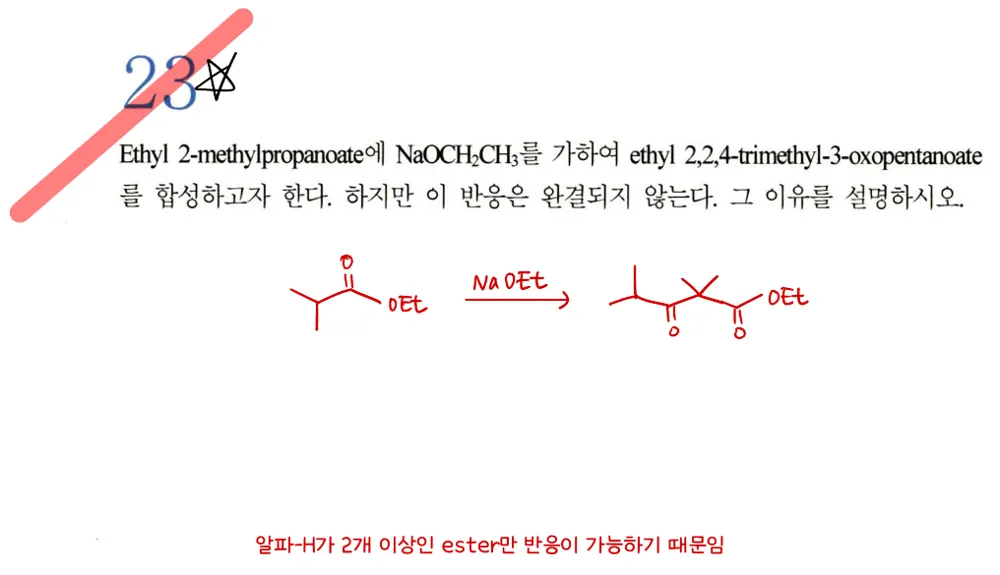 23
Ethyl 2-methylpropanoate에 NaOCH₂CH₃를 가하여 ethyl 2,2,4-trimethyl-3-oxopentanoate
를 합성하고자 한다. 하지만 이 반응은 완결되지 않는다. 그 이유를 설명하시오.
O
OEt
NaOEt
O
O
OEt
알파-H가 2개 이상인 ester만 반응이 가능하기 때문임